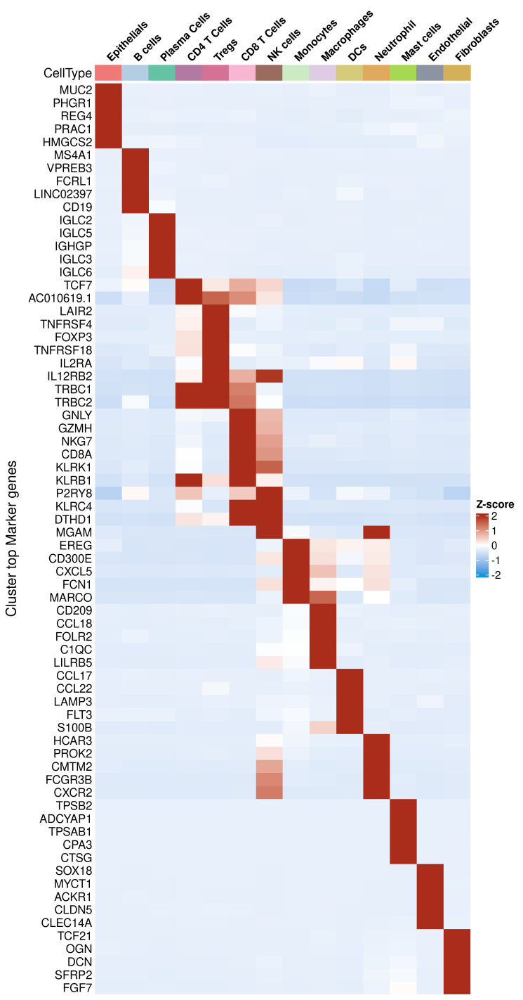 Epithelials
B cells
Plasma Cells
CD4 T Cells
Tregs
CD8 T Cells
NK cells
Monocytes
Macrophages
DCs
Neutrophil
Mast cells
Endothelial
Fibroblasts
CellType
MUC2
PHGR1
REG4
PRAC1
HMGCS2
MS4A1
VPREB3
FCRL1
LINC02397
CD19
IGLC2
IGLC5
IGHGP
IGLC3
IGLC6
TCF7
AC010619.1
LAIR2
TNFRSF4
FOXP3
TNFRSF18
IL2RA
IL12RB2
TRBC1
TRBC2
GNLY
GZMH
NKG7
CD8A
KLRK1
KLRB1
P2RY8
KLRC4
DTHD1
MGAM
EREG
CD300E
CXCL5
FCN1
MARCO
CD209
CCL18
FOLR2
C1QC
LILRB5
CCL17
CCL22
LAMP3
FLT3
S100B
HCAR3
PROK2
CMTM2
FCGR3B
CXCR2
TPSB2
ADCYAP1
TPSAB1
CPA3
CTSG
SOX18
MYCT1
ACKR1
CLDN5
CLEC14A
TCF21
OGN
DCN
SFRP2
FGF7
Cluster top Marker genes
Z-score
2
1
0
-1
-2